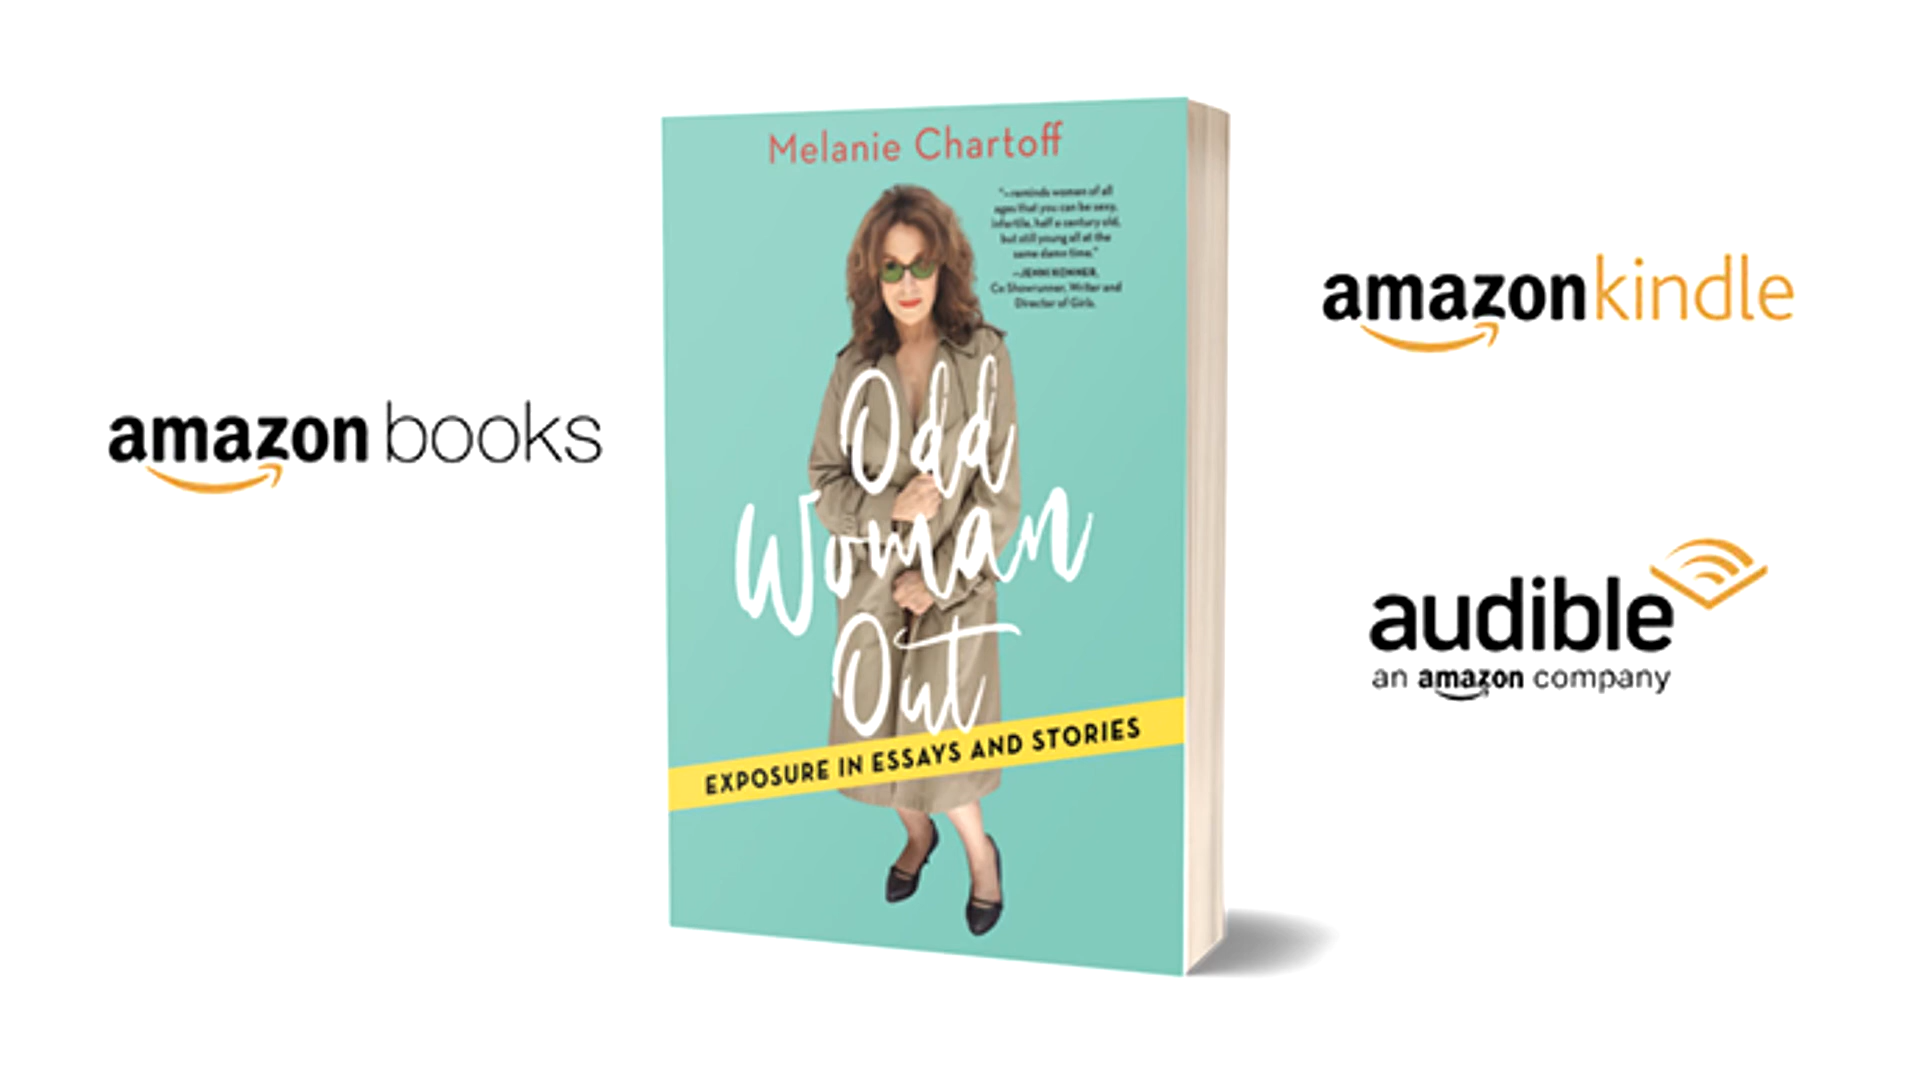 amazon books
Melanie Chartoff
"—reminds women of all
ages that you can be sexy,
infertile, half a century old,
but still young all at the
same damn time."
—JENNI KONNER,
Co Showrunner, Writer and
Director of Girls.
Odd
Woman
Out
EXPOSURE IN ESSAYS AND STORIES
amazonkindle
audible
an amazon company